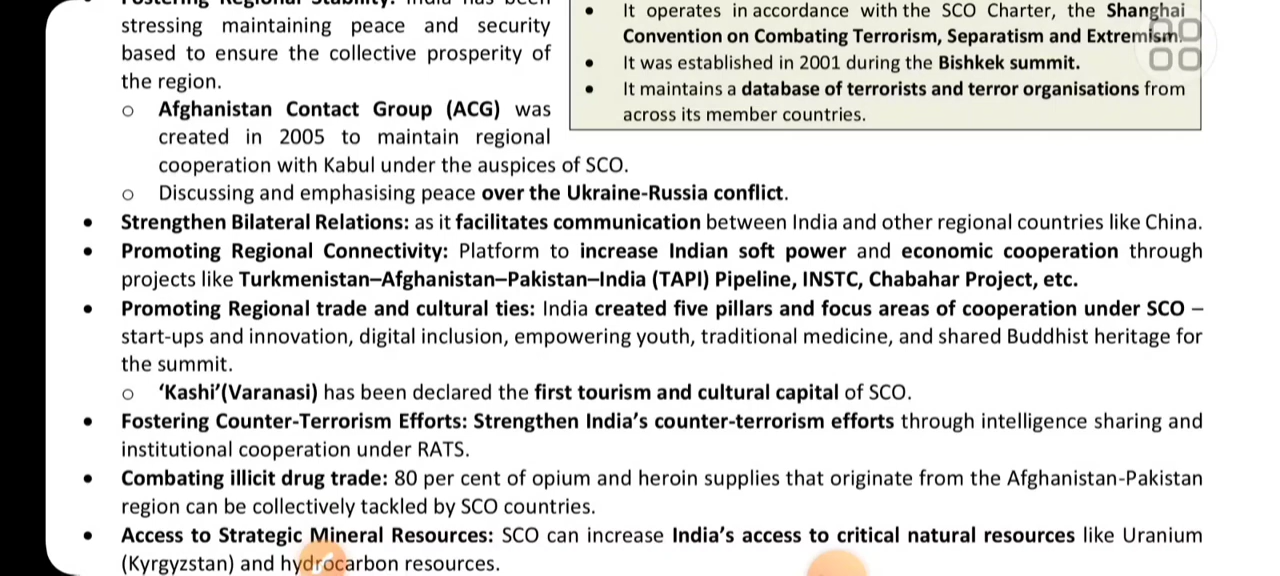 Fostering Regional Stability: India has been
stressing maintaining peace and security
based to ensure the collective prosperity of
the region.
○ Afghanistan Contact Group (ACG) was
created in 2005 to maintain regional
cooperation with Kabul under the auspices of SCO.
○ Discussing and emphasising peace over the Ukraine-Russia conflict.
• It operates in accordance with the SCO Charter, the Shanghai
Convention on Combating Terrorism, Separatism and Extremism.
• It was established in 2001 during the Bishkek summit.
• It maintains a database of terrorists and terror organisations from
across its member countries.
• Strengthen Bilateral Relations: as it facilitates communication between India and other regional countries like China.
• Promoting Regional Connectivity: Platform to increase Indian soft power and economic cooperation through
projects like Turkmenistan–Afghanistan–Pakistan–India (TAPI) Pipeline, INSTC, Chabahar Project, etc.
• Promoting Regional trade and cultural ties: India created five pillars and focus areas of cooperation under SCO –
start-ups and innovation, digital inclusion, empowering youth, traditional medicine, and shared Buddhist heritage for
the summit.
○ ‘Kashi’(Varanasi) has been declared the first tourism and cultural capital of SCO.
• Fostering Counter-Terrorism Efforts: Strengthen India’s counter-terrorism efforts through intelligence sharing and
institutional cooperation under RATS.
• Combating illicit drug trade: 80 per cent of opium and heroin supplies that originate from the Afghanistan-Pakistan
region can be collectively tackled by SCO countries.
• Access to Strategic Mineral Resources: SCO can increase India’s access to critical natural resources like Uranium
(Kyrgyzstan) and hydrocarbon resources.